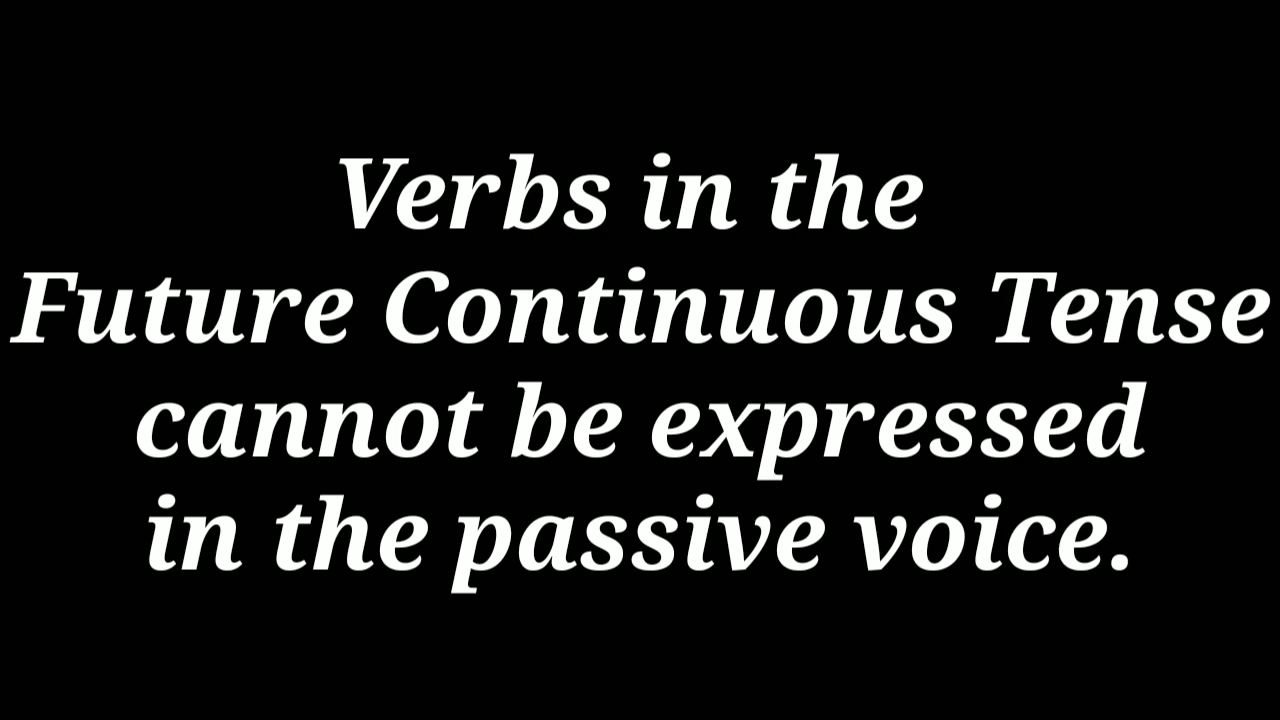 Verbs in the
Future Continuous Tense
cannot be expressed
in the passive voice.